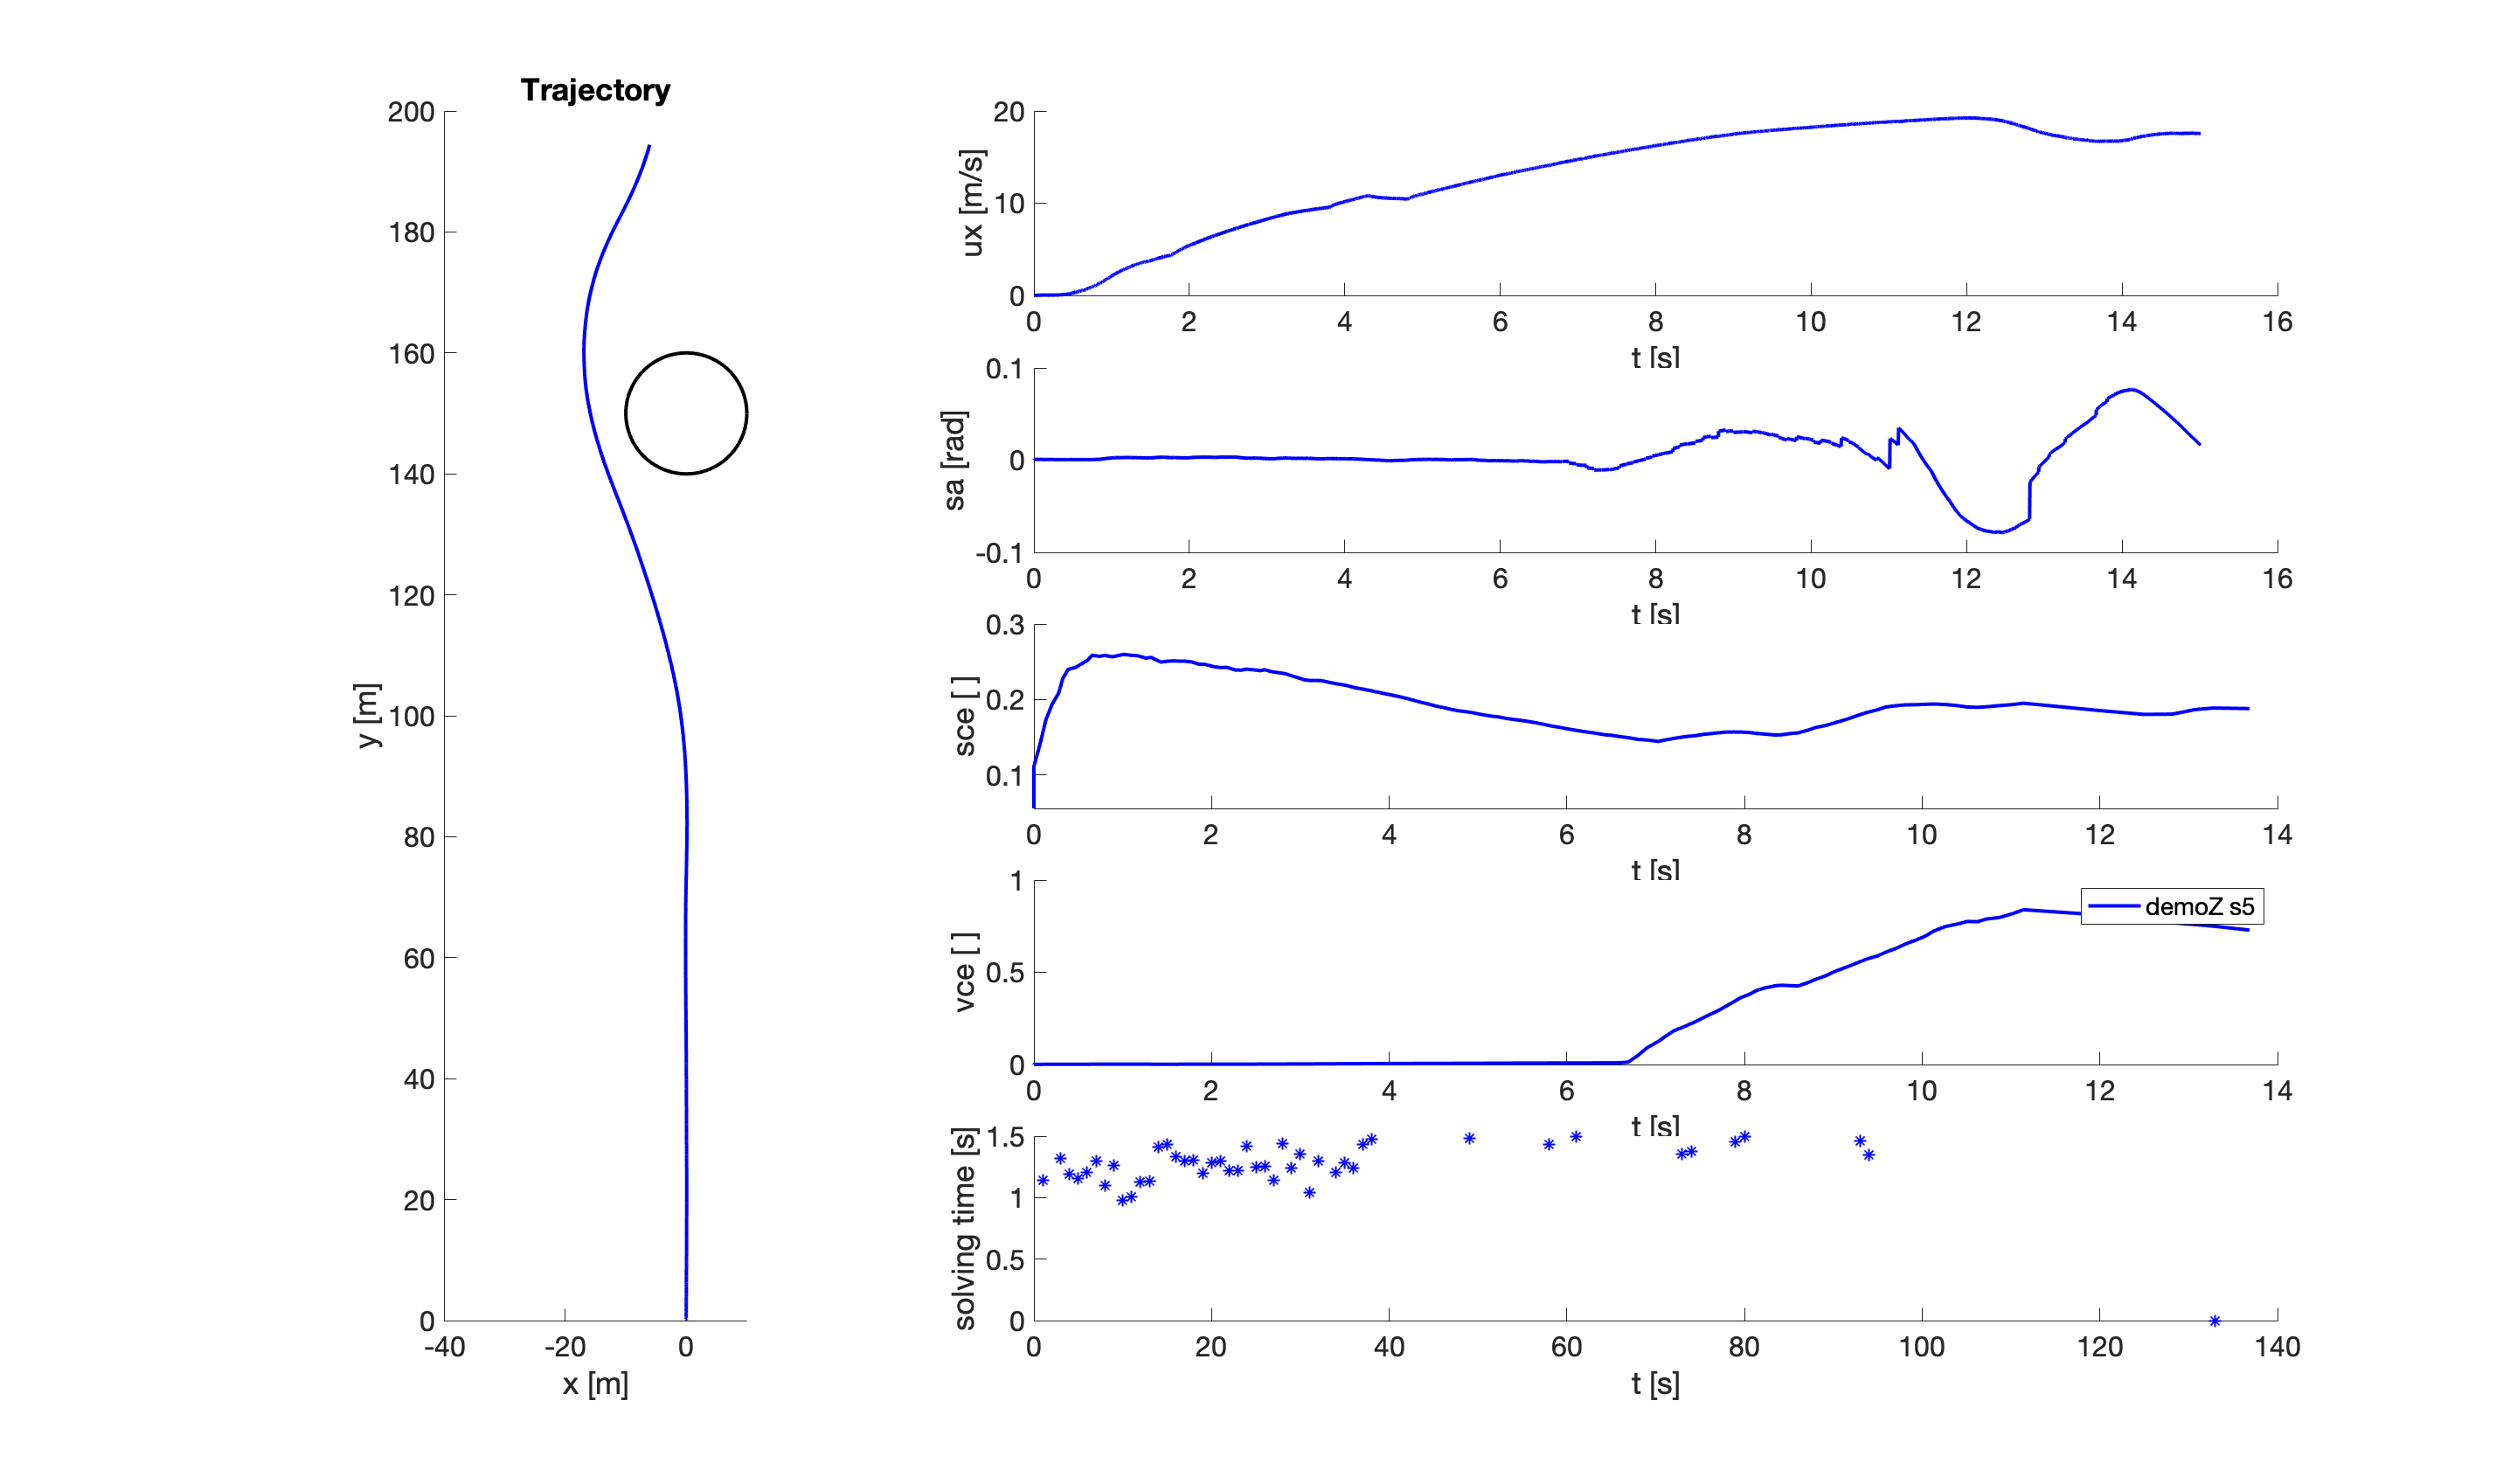 Trajectory
200
180
160
140
120
100
80
60
40
20
0
y [m]
-40 -20 0
x [m]
20
10
0
ux [m/s]
0 2 4 6 8 10 12 14 16
t [s]
0.1
0
-0.1
sa [rad]
0 2 4 6 8 10 12 14 16
t [s]
0.3
0.2
0.1
sce [ ]
0 2 4 6 8 10 12 14
t [s]
1
0.5
0
vce [ ]
demoZ s5
0 2 4 6 8 10 12 14
t [s]
1.5
1
0.5
0
solving time [s]
0 20 40 60 80 100 120 140
t [s]